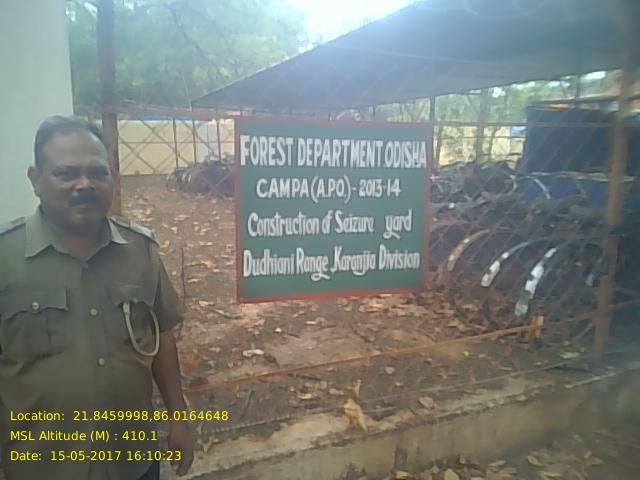 FOREST DEPARTMENT ODISHA
CAMPA (A.P.O.) - 2013-14
Construction of Seizure yard
Dudhiani Range, Karanjia Division
Location: 21.8459998,86.0164648
MSL Altitude (M) : 410.1
Date: 15-05-2017 16:10:23